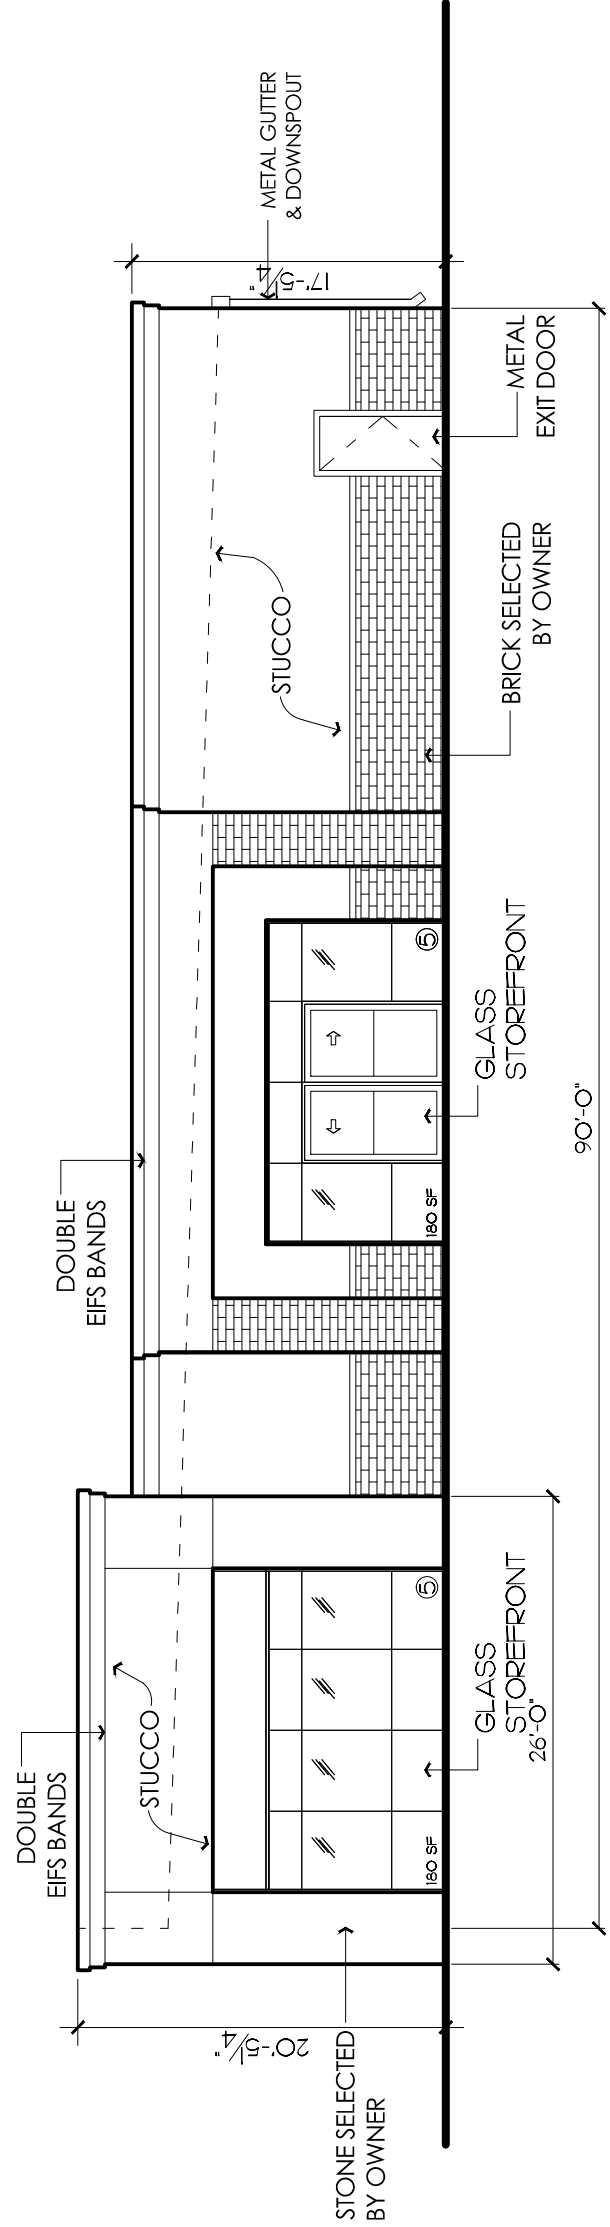 DOUBLE
EIFS BANDS
STUCCO
20'-5 1/4"
STONE SELECTED
BY OWNER
180 SF
5
GLASS
STOREFRONT
26'-0"
DOUBLE
EIFS BANDS
180 SF
5
GLASS
STOREFRONT
90'-0"
STUCCO
BRICK SELECTED
BY OWNER
METAL
EXIT DOOR
17'-5 1/4"
METAL GUTTER
& DOWNSPOUT